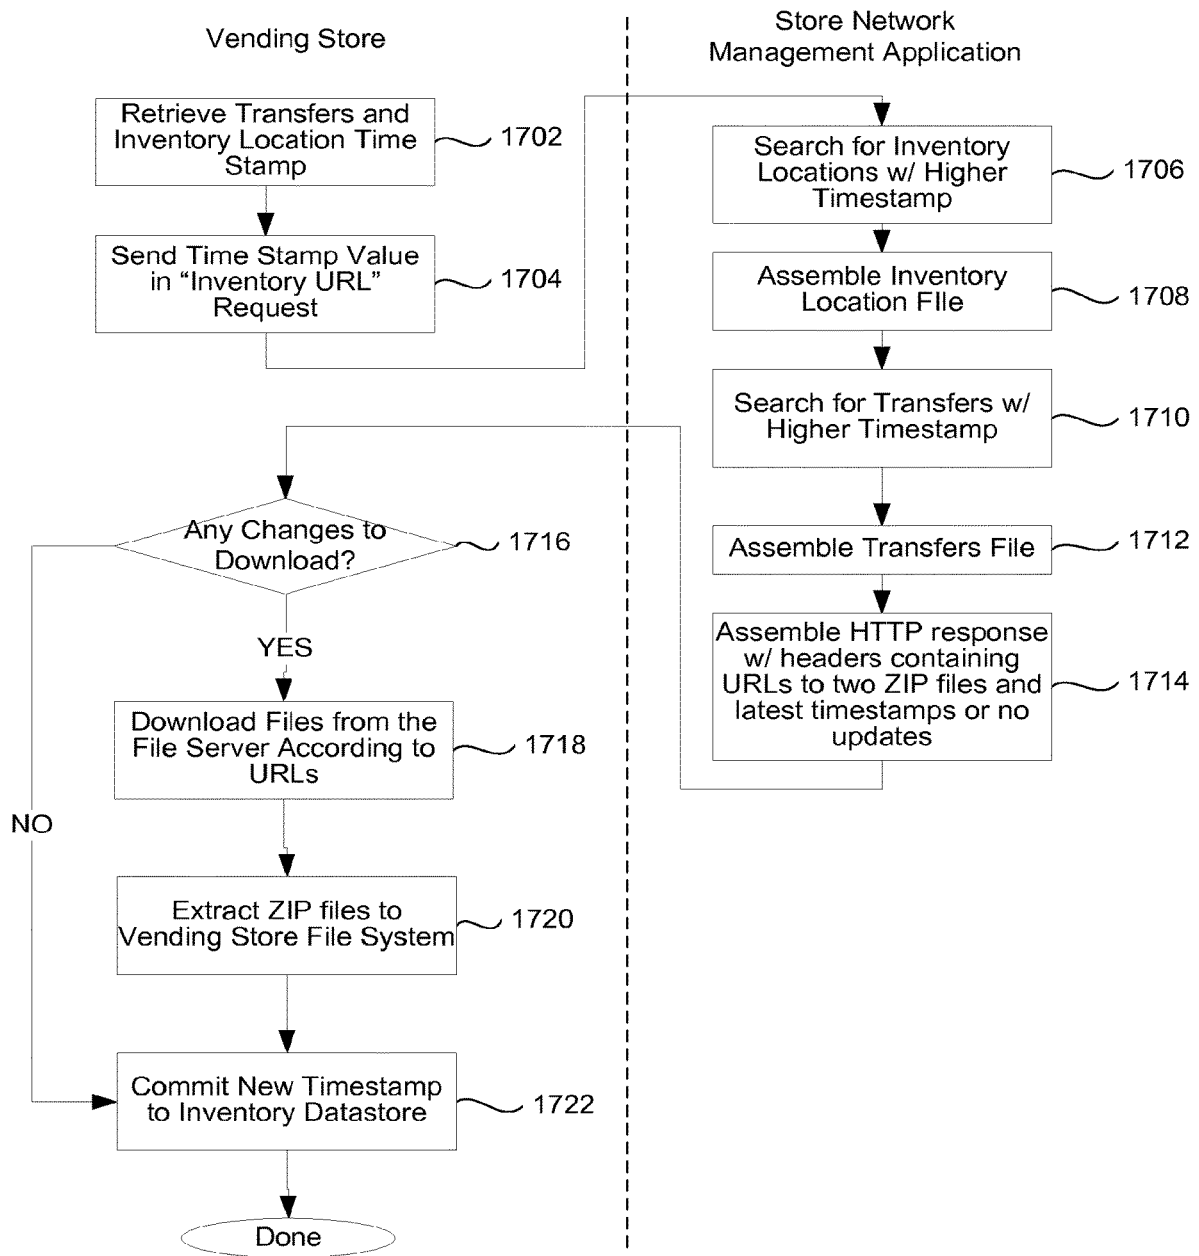 Vending Store
Store Network
Management Application
Retrieve Transfers and
Inventory Location Time
Stamp
1702
Send Time Stamp Value
in “Inventory URL”
Request
1704
Search for Inventory
Locations w/ Higher
Timestamp
1706
Assemble Inventory
Location FIle
1708
Search for Transfers w/
Higher Timestamp
1710
Assemble Transfers File
1712
Assemble HTTP response
w/ headers containing
URLs to two ZIP files and
latest timestamps or no
updates
1714
Any Changes to
Download?
1716
YES
NO
Download Files from the
File Server According to
URLs
1718
Extract ZIP files to
Vending Store File System
1720
Commit New Timestamp
to Inventory Datastore
1722
Done